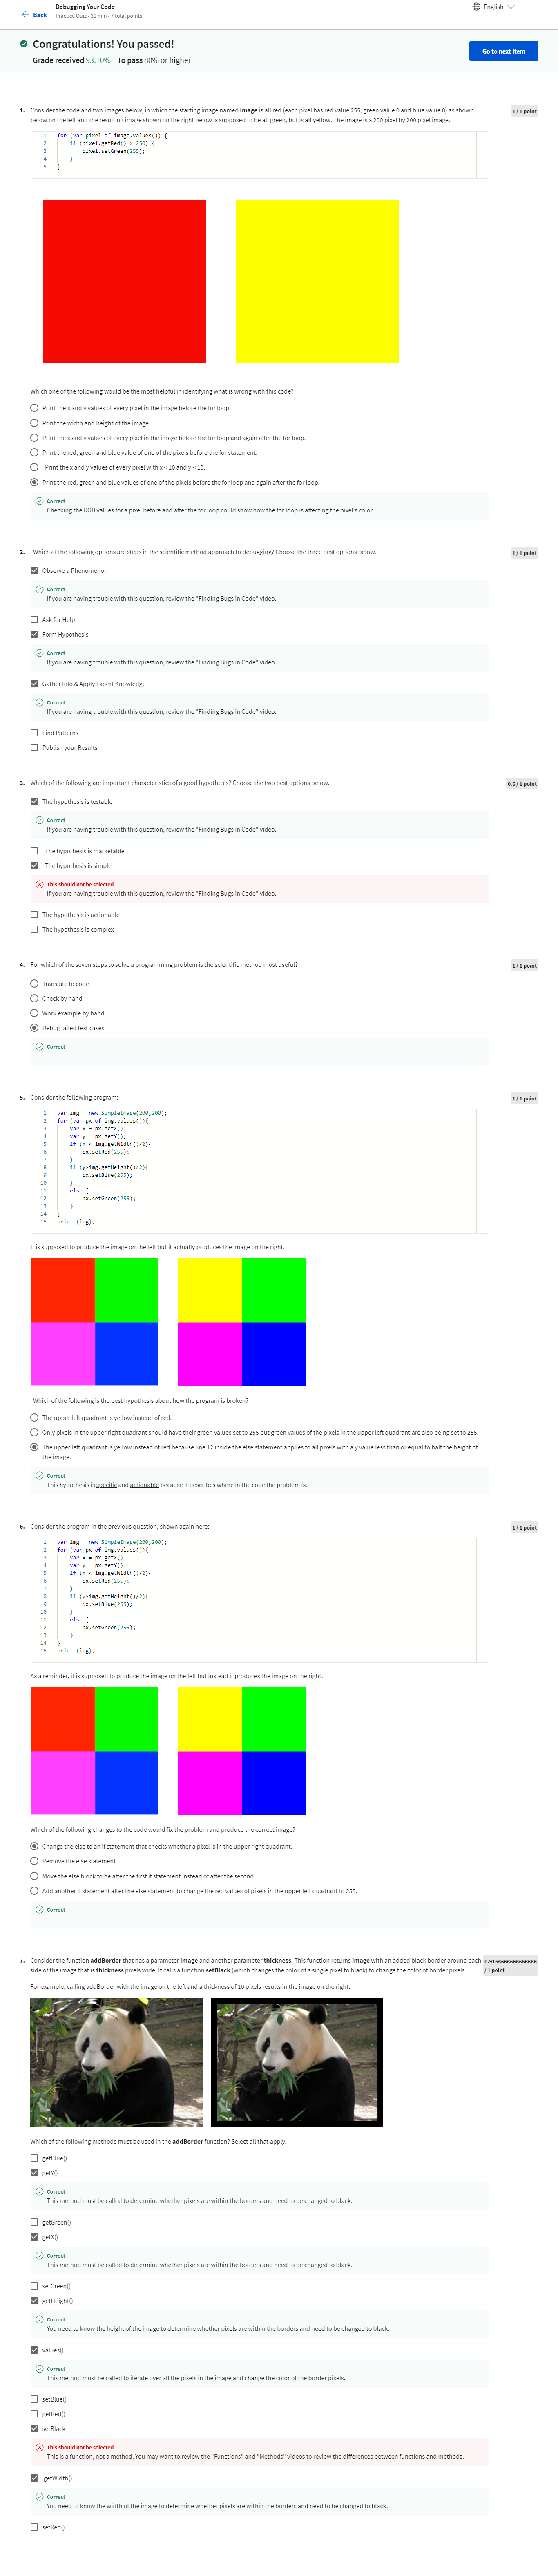 Back
Debugging Your Code
Practice Quiz • 30 min • 7 total points
English
Congratulations! You passed!
Grade received 93.10% To pass 80% or higher
Go to next item
1. Consider the code and two images below, in which the starting image named image is all red (each pixel has red value 255, green value 0 and blue value 0) as shown
below on the left and the resulting image shown on the right below is supposed to be all green, but is all yellow. The image is a 200 pixel by 200 pixel image.
1 / 1 point
1 for (var pixel of image.values()) {
2 if (pixel.getRed() > 250) {
3 pixel.setGreen(255);
4 }
5 }
Which one of the following would be the most helpful in identifying what is wrong with this code?
Print the x and y values of every pixel in the image before the for loop.
Print the width and height of the image.
Print the x and y values of every pixel in the image before the for loop and again after the for loop.
Print the red, green and blue value of one of the pixels before the for statement.
Print the x and y values of every pixel with x < 10 and y < 10.
Print the red, green and blue values of one of the pixels before the for loop and again after the for loop.
Correct
Checking the RGB values for a pixel before and after the for loop could show how the for loop is affecting the pixel's color.
2. Which of the following options are steps in the scientific method approach to debugging? Choose the three best options below.
1 / 1 point
Observe a Phenomenon
Correct
If you are having trouble with this question, review the "Finding Bugs in Code" video.
Ask for Help
Form Hypothesis
Correct
If you are having trouble with this question, review the "Finding Bugs in Code" video.
Gather Info & Apply Expert Knowledge
Correct
If you are having trouble with this question, review the "Finding Bugs in Code" video.
Find Patterns
Publish your Results
3. Which of the following are important characteristics of a good hypothesis? Choose the two best options below.
0.6 / 1 point
The hypothesis is testable
Correct
If you are having trouble with this question, review the "Finding Bugs in Code" video.
The hypothesis is marketable
The hypothesis is simple
This should not be selected
If you are having trouble with this question, review the "Finding Bugs in Code" video.
The hypothesis is actionable
The hypothesis is complex
4. For which of the seven steps to solve a programming problem is the scientific method most useful?
1 / 1 point
Translate to code
Check by hand
Work example by hand
Debug failed test cases
Correct
5. Consider the following program:
1 / 1 point
1 var img = new SimpleImage(200,200);
2 for (var px of img.values()){
3 var x = px.getX();
4 var y = px.getY();
5 if (x < img.getWidth()/2){
6 px.setRed(255);
7 }
8 if (y>img.getHeight()/2){
9 px.setBlue(255);
10 }
11 else {
12 px.setGreen(255);
13 }
14 }
15 print (img);
It is supposed to produce the image on the left but it actually produces the image on the right.
Which of the following is the best hypothesis about how the program is broken?
The upper left quadrant is yellow instead of red.
Only pixels in the upper right quadrant should have their green values set to 255 but green values of the pixels in the upper left quadrant are also being set to 255.
The upper left quadrant is yellow instead of red because line 12 inside the else statement applies to all pixels with a y value less than or equal to half the height of
the image.
Correct
This hypothesis is specific and actionable because it describes where in the code the problem is.
6. Consider the program in the previous question, shown again here:
1 / 1 point
1 var img = new SimpleImage(200,200);
2 for (var px of img.values()){
3 var x = px.getX();
4 var y = px.getY();
5 if (x < img.getWidth()/2){
6 px.setRed(255);
7 }
8 if (y>img.getHeight()/2){
9 px.setBlue(255);
10 }
11 else {
12 px.setGreen(255);
13 }
14 }
15 print (img);
As a reminder, it is supposed to produce the image on the left but instead it produces the image on the right.
Which of the following changes to the code would fix the problem and produce the correct image?
Change the else to an if statement that checks whether a pixel is in the upper right quadrant.
Remove the else statement.
Move the else block to be after the first if statement instead of after the second.
Add another if statement after the else statement to change the red values of pixels in the upper left quadrant to 255.
Correct
7. Consider the function addBorder that has a parameter image and another parameter thickness. This function returns image with an added black border around each
side of the image that is thickness pixels wide. It calls a function setBlack (which changes the color of a single pixel to black) to change the color of border pixels.
0.9166666666666666
/ 1 point
For example, calling addBorder with the image on the left and a thickness of 10 pixels results in the image on the right.
Which of the following methods must be used in the addBorder function? Select all that apply.
getBlue()
getY()
Correct
This method must be called to determine whether pixels are within the borders and need to be changed to black.
getGreen()
getX()
Correct
This method must be called to determine whether pixels are within the borders and need to be changed to black.
setGreen()
getHeight()
Correct
You need to know the height of the image to determine whether pixels are within the borders and need to be changed to black.
values()
Correct
This method must be called to iterate over all the pixels in the image and change the color of the border pixels.
setBlue()
getRed()
setBlack
This should not be selected
This is a function, not a method. You may want to review the "Functions" and "Methods" videos to review the differences between functions and methods.
getWidth()
Correct
You need to know the width of the image to determine whether pixels are within the borders and need to be changed to black.
setRed()